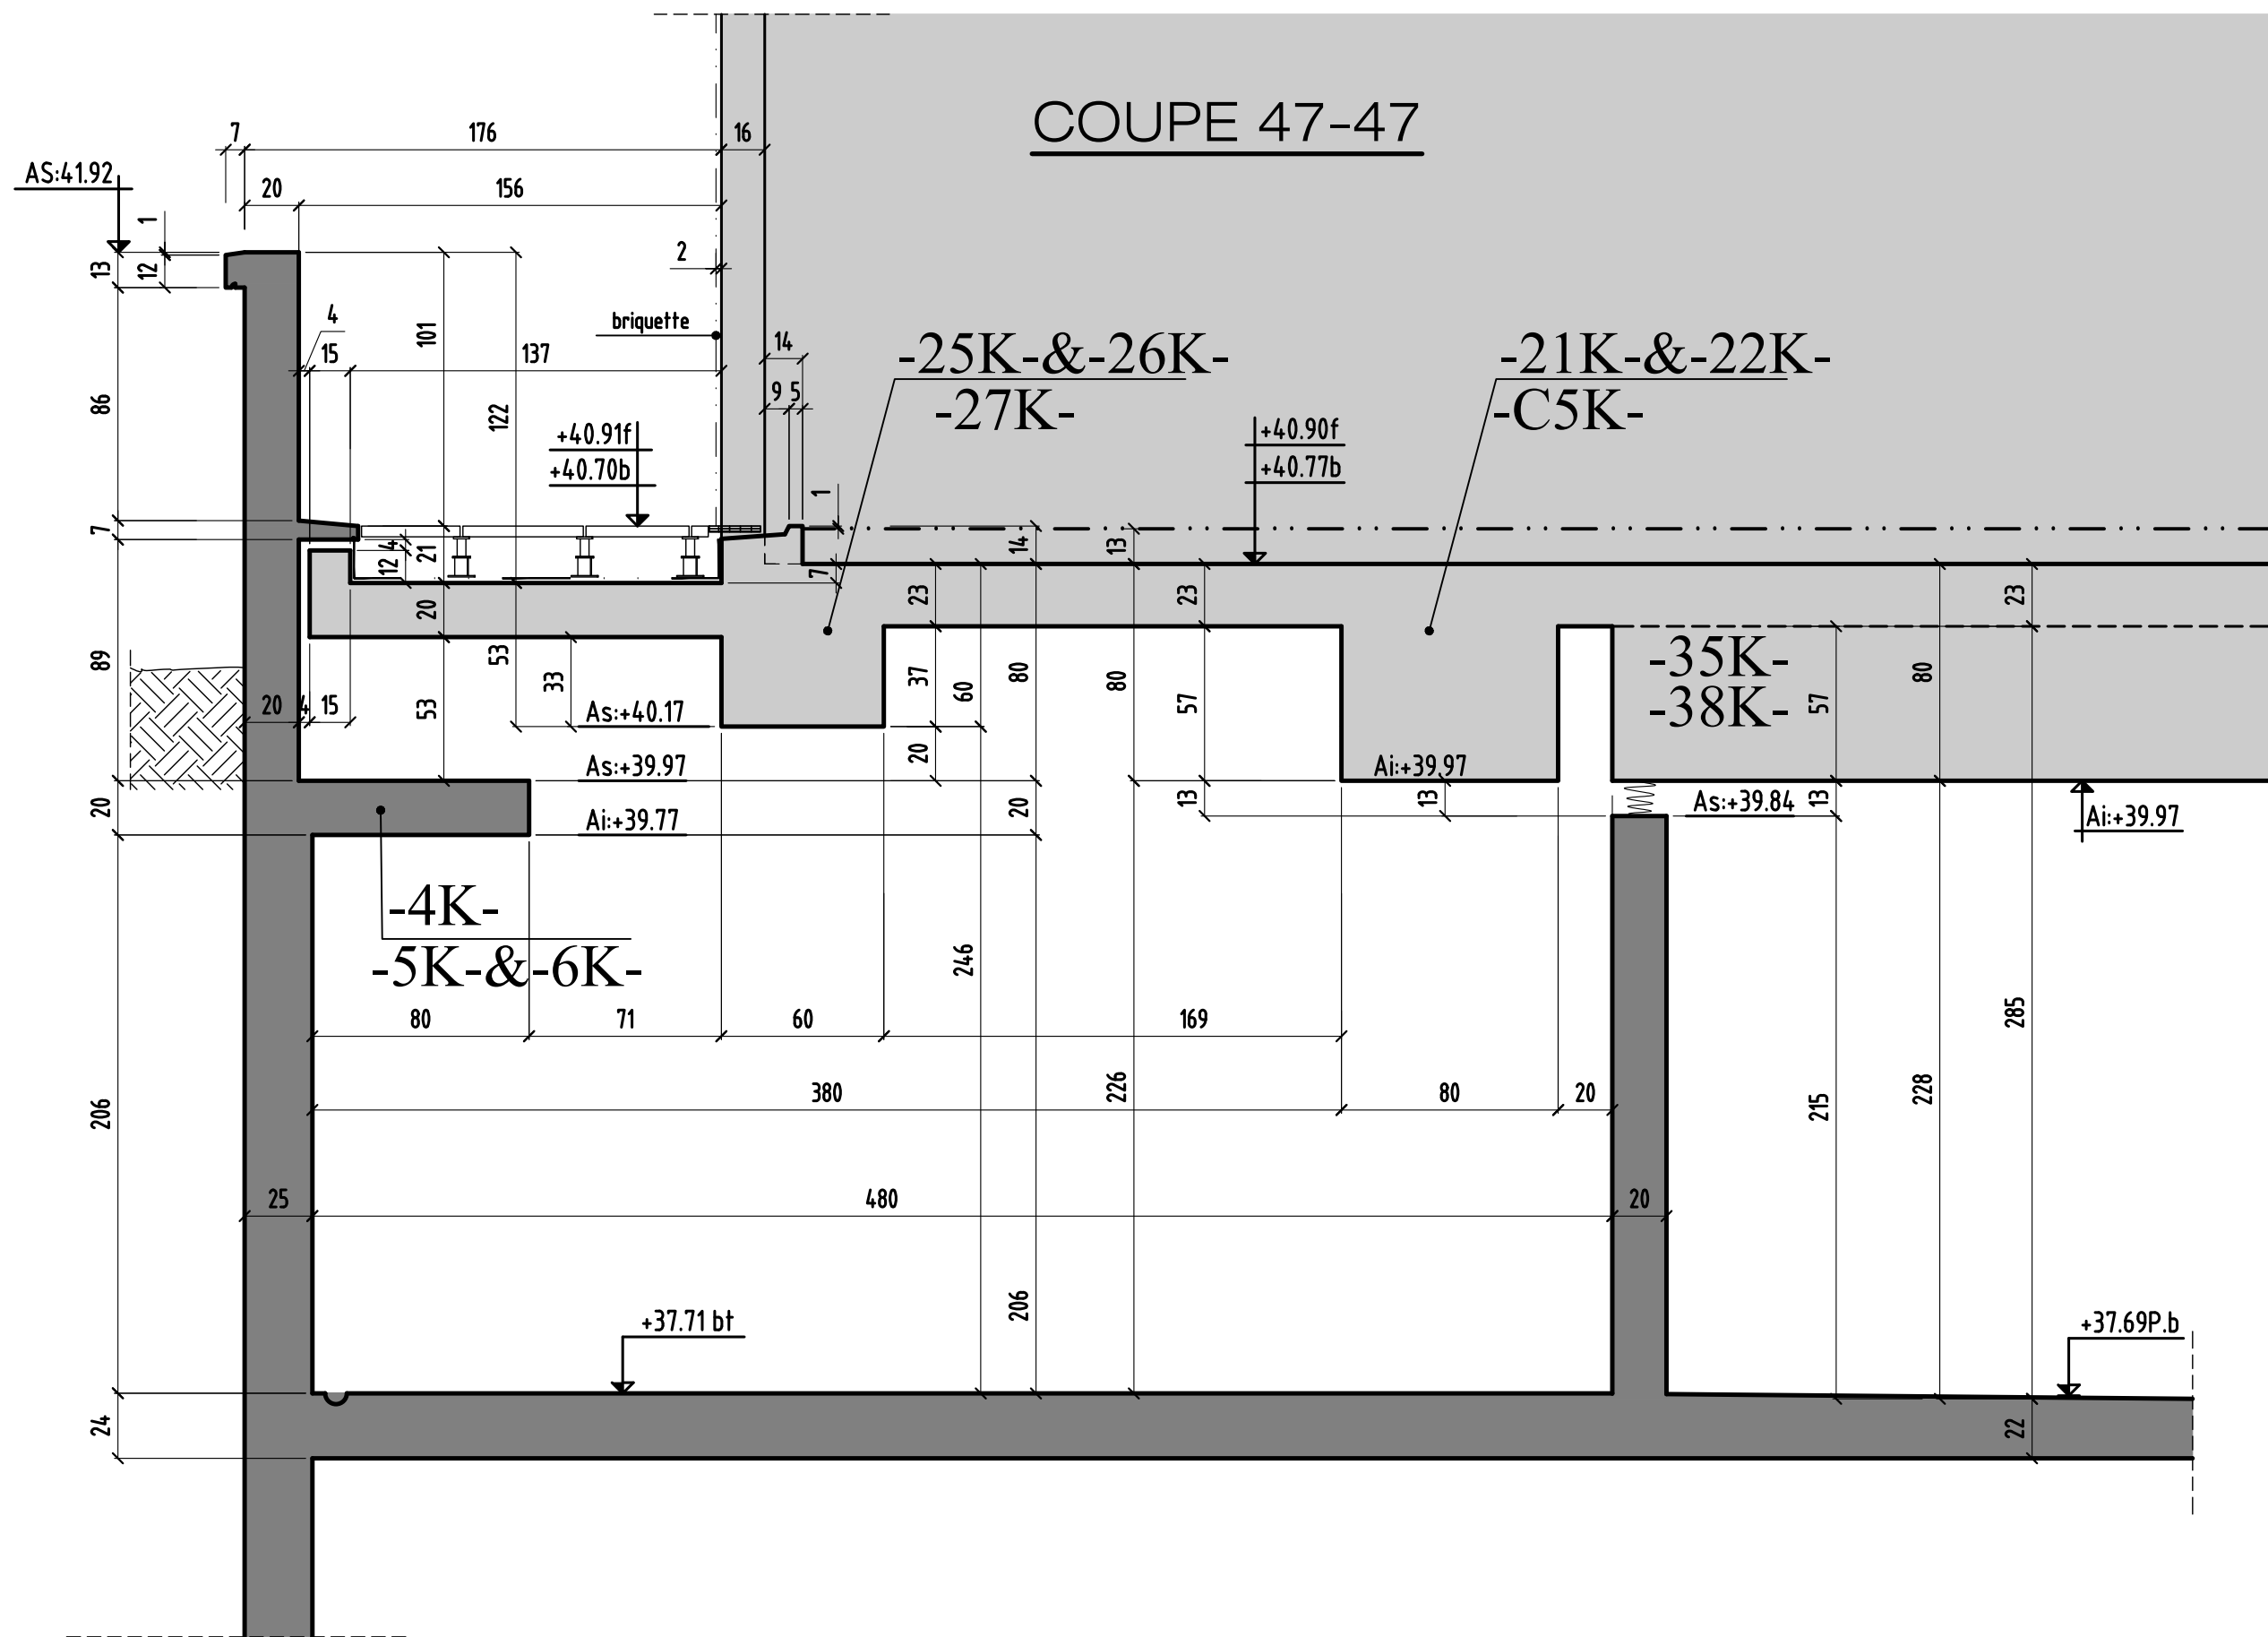 COUPE 47-47
7
176
16
AS:41.92
20
156
1
2
13
12
4
briquette
101
14
15
137
-25K-&-26K-
-27K-
-21K-&-22K-
-C5K-
86
9 5
122
+40.91f
+40.70b
+40.90f
+40.77b
1
7
4
12
21
14
13
7
20
23
23
23
89
53
33
-35K-
-38K-
37
60
80
80
57
57
80
20
4
15
53
As:+40.17
As:+39.97
20
Ai:+39.97
20
20
13
13
As:+39.84
13
Ai:+39.97
Ai:+39.77
-4K-
-5K-&-6K-
246
285
80
71
60
169
206
380
226
80
20
215
228
25
480
20
206
+37.71 bt
+37.69P.b
24
22